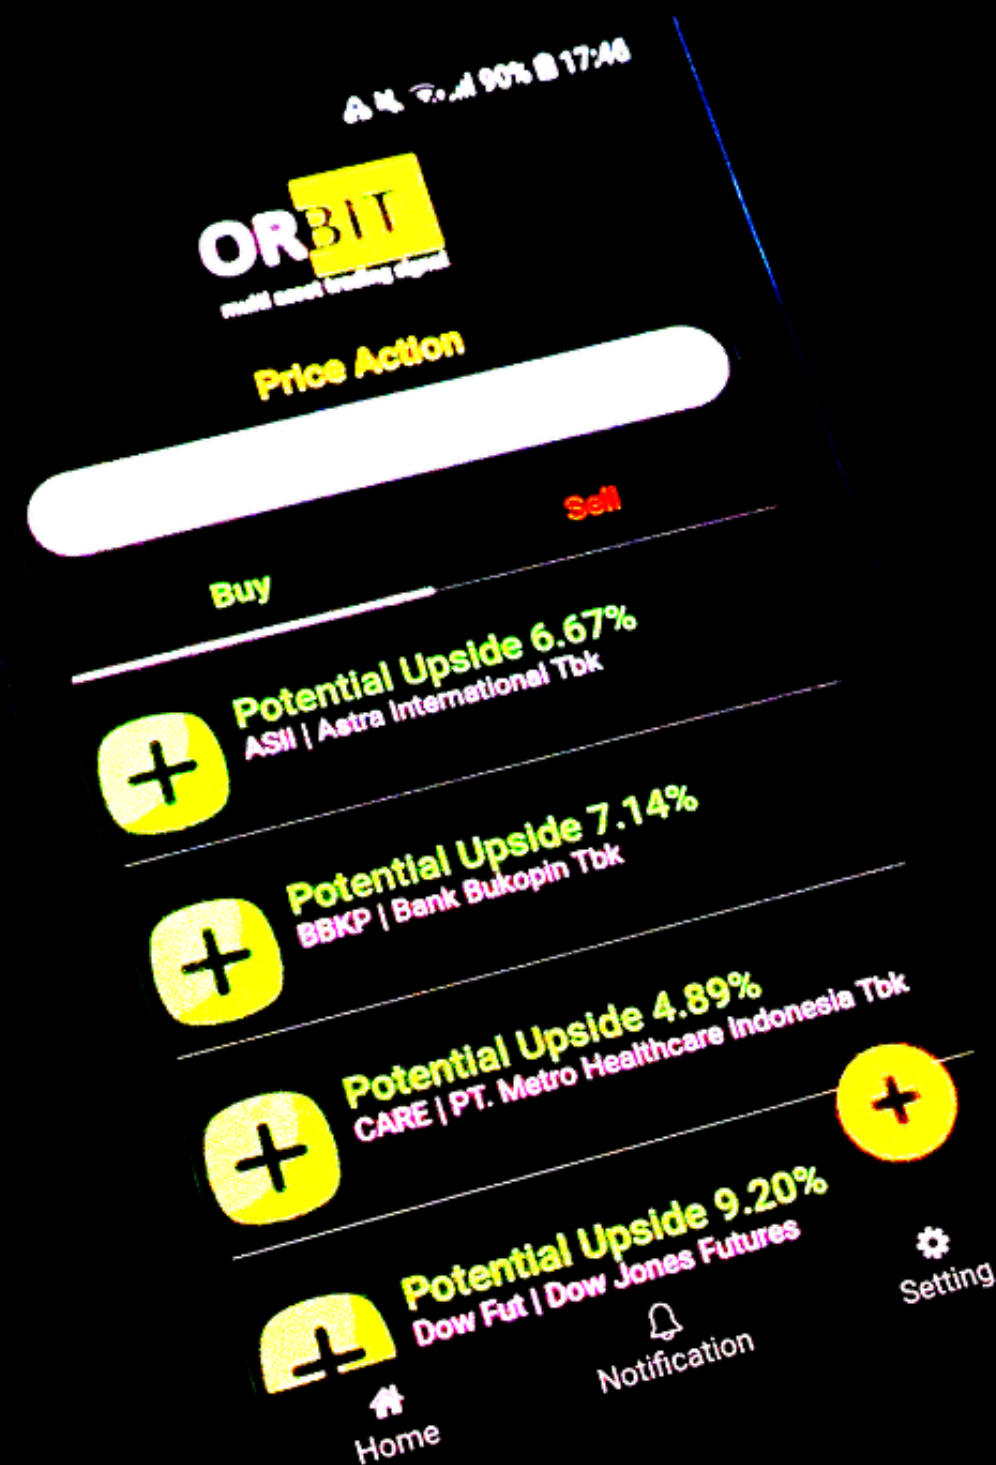 90% 17:46
ORBIT
multi asset trading signal
Price Action
Buy
Sell
Potential Upside 6.67%
ASII | Astra International Tbk
Potential Upside 7.14%
BBKP | Bank Bukopin Tbk
Potential Upside 4.89%
CARE | PT. Metro Healthcare Indonesia Tbk
Potential Upside 9.20%
Dow Fut | Dow Jones Futures
Home
Notification
Setting